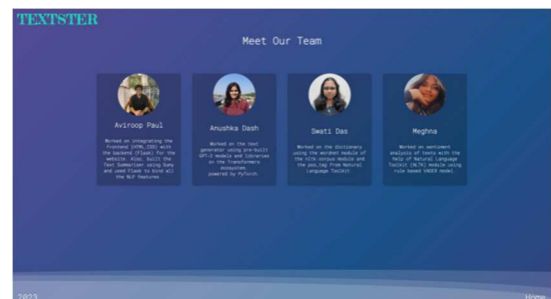 TEXTSTER
Meet Our Team
Aviroop Paul
Worked on integrating the
frontend (HTML,CSS) with
the backend (Flask) for the
website. Also, built the
Text Summariser using Sumy
and used Flask to bind all
the NLP features
Anushka Dash
Worked on the text
generator using pre-built
GPT-2 models and libraries
on the Transformers
ecosystem
powered by PyTorch.
Swati Das
Worked on the dictionary
using the wordnet module of
the nltk.corpus module and
the pos_tag from Natural
Language Toolkit
Meghna
Worked on sentiment
analysis of texts with the
help of Natural Language
Toolkit (NLTK) module using
rule based VADER model.
2023
Home